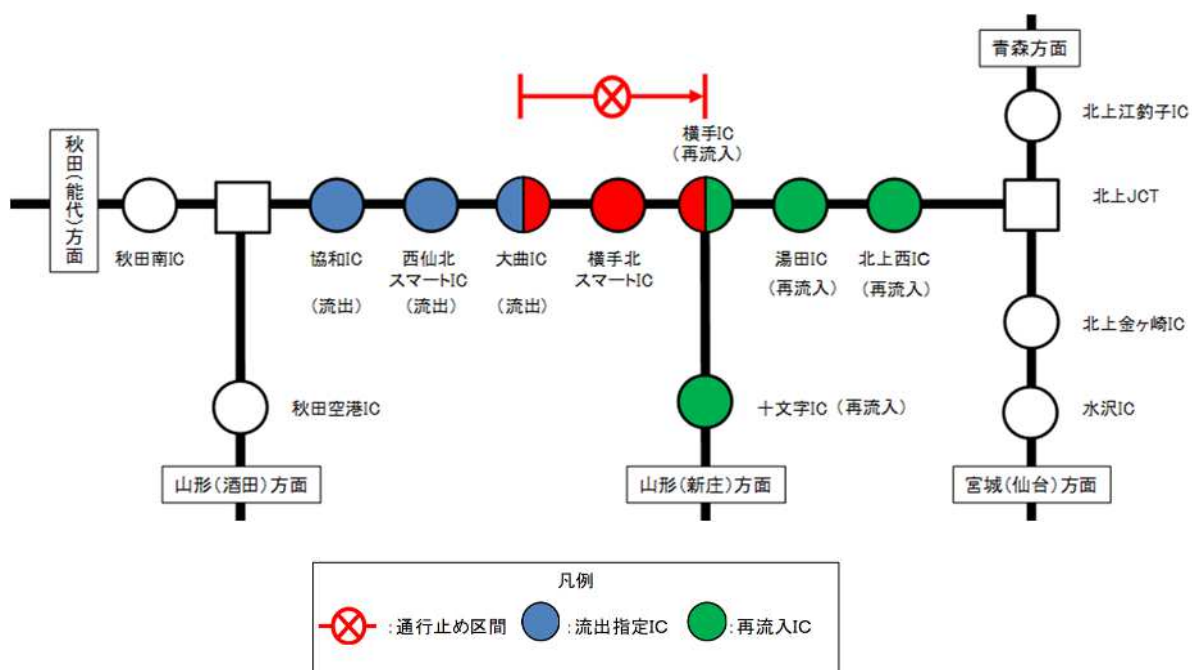 青森方面
北上江釣子IC
横手IC
（再流入）
秋田（能代）方面
北上JCT
秋田南IC
協和IC
（流出）
西仙北
スマートIC
（流出）
大曲IC
（流出）
横手北
スマートIC
湯田IC
（再流入）
北上西IC
（再流入）
北上金ヶ崎IC
秋田空港IC
十文字IC（再流入）
水沢IC
山形（酒田）方面
山形（新庄）方面
宮城（仙台）方面
凡例
：通行止め区間
：流出指定IC
：再流入IC